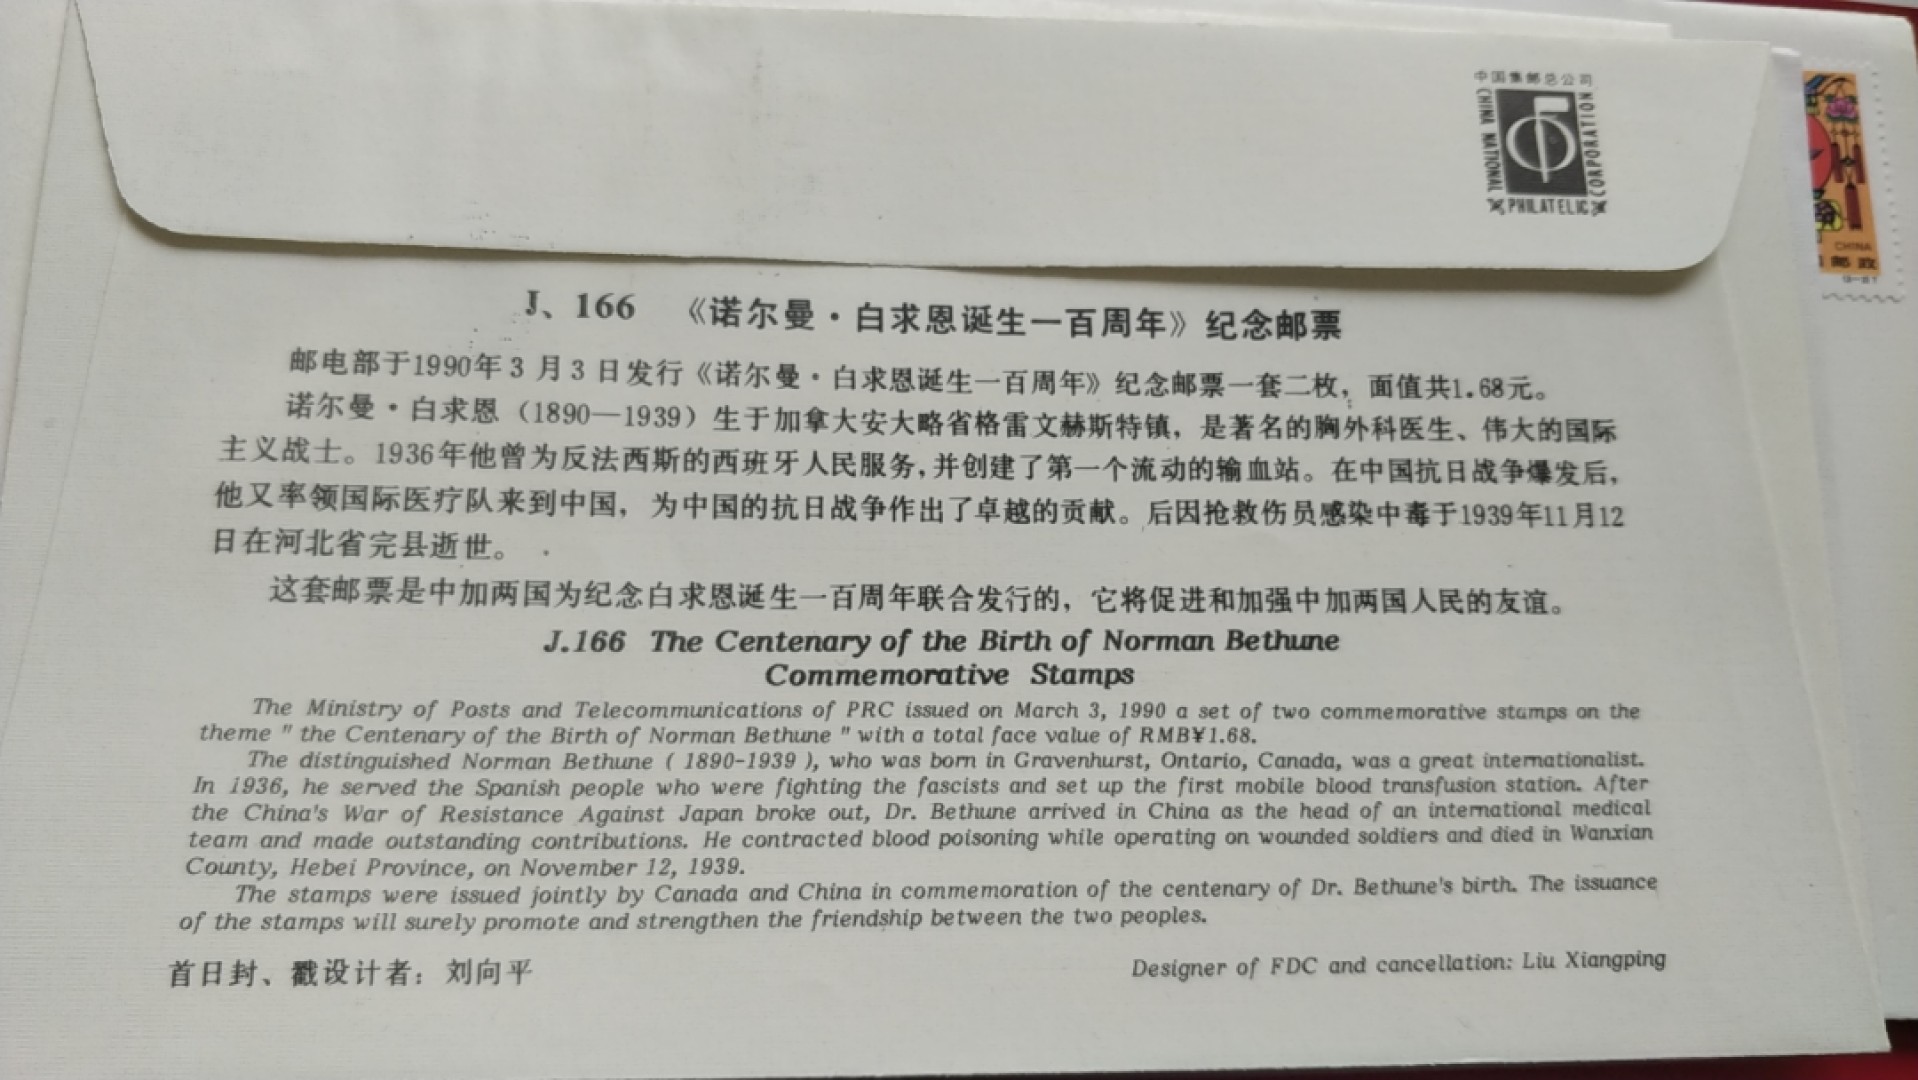 中国集邮总公司
CHINA NATIONAL
PHILATELIC
CORPORATION
J、166 《诺尔曼·白求恩诞生一百周年》纪念邮票
邮电部于1990年3月3日发行《诺尔曼·白求恩诞生一百周年》纪念邮票一套二枚，面值共1.68元。
诺尔曼·白求恩（1890—1939）生于加拿大安大略省格雷文赫斯特镇，是著名的胸外科医生、伟大的国际
主义战士。1936年他曾为反法西斯的西班牙人民服务，并创建了第一个流动的输血站。在中国抗日战争爆发后，
他又率领国际医疗队来到中国，为中国的抗日战争作出了卓越的贡献。后因抢救伤员感染中毒于1939年11月12
日在河北省完县逝世。
这套邮票是中加两国为纪念白求恩诞生一百周年联合发行的，它将促进和加强中加两国人民的友谊。
J.166 The Centenary of the Birth of Norman Bethune
Commemorative Stamps
The Ministry of Posts and Telecommunications of PRC issued on March 3, 1990 a set of two commemorative stamps on the
theme " the Centenary of the Birth of Norman Bethune " with a total face value of RMB¥1.68.
The distinguished Norman Bethune ( 1890-1939 ), who was born in Gravenhurst, Ontario, Canada, was a great internationalist.
In 1936, he served the Spanish people who were fighting the fascists and set up the first mobile blood transfusion station. After
the China's War of Resistance Against Japan broke out, Dr. Bethune arrived in China as the head of an international medical
team and made outstanding contributions. He contracted blood poisoning while operating on wounded soldiers and died in Wanxian
County, Hebei Province, on November 12, 1939.
The stamps were issued jointly by Canada and China in commemoration of the centenary of Dr. Bethune's birth. The issuance
of the stamps will surely promote and strengthen the friendship between the two peoples.
首日封、戳设计者：刘向平
Designer of FDC and cancellation: Liu Xiangping
CHINA
邮政